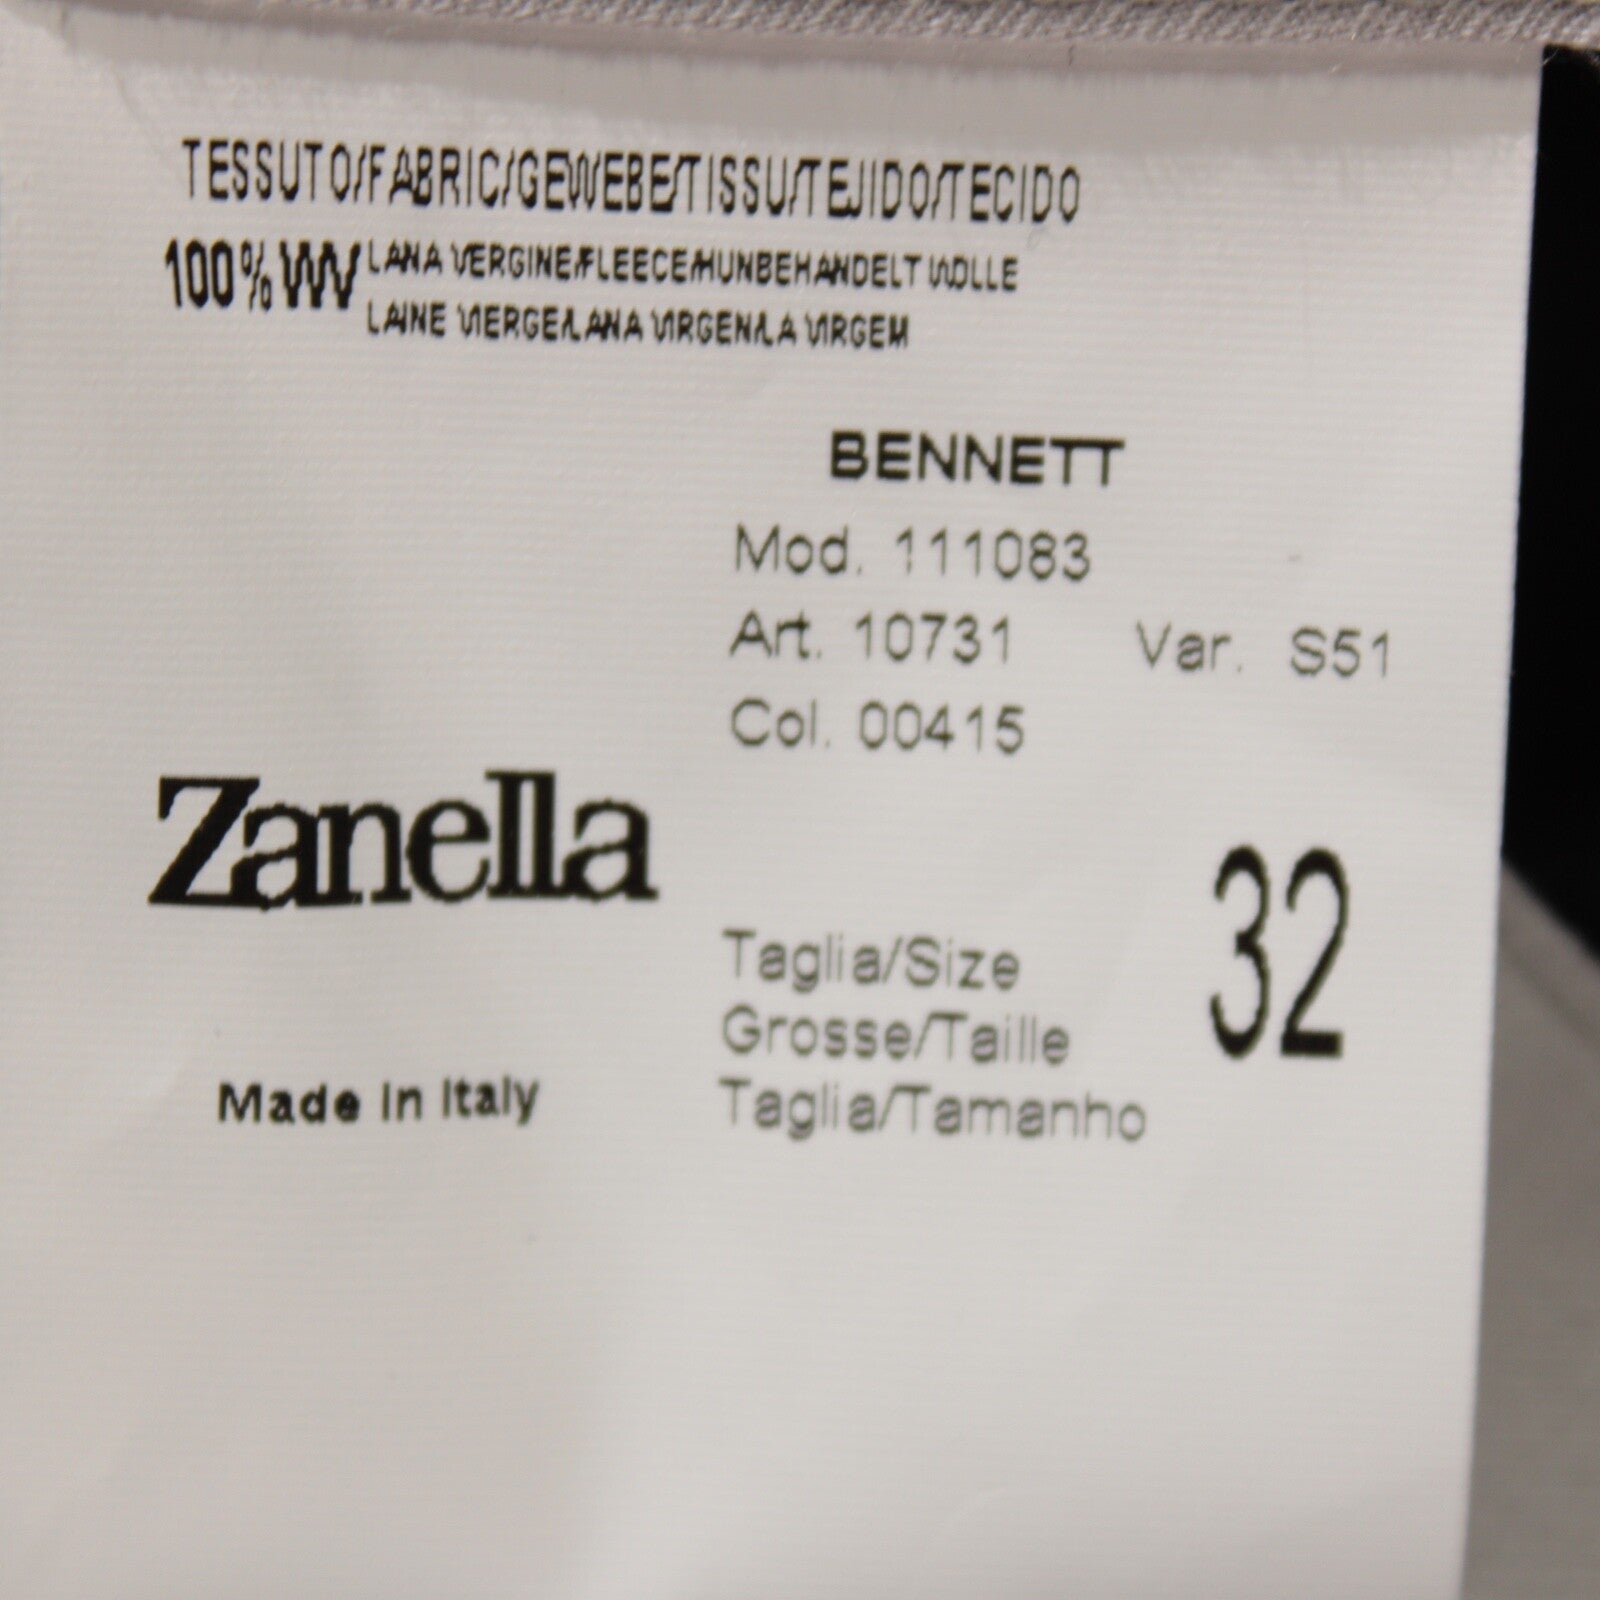 TESSUTO/FABRIC/GEWEBE/TISSU/TEJIDO/TECIDO
100% WV LANA VERGINE/FLEECE/HUNBEHANDELT WOLLE
LAINE VIERGE/LANA VIRGEN/LA VIRGEM
BENNETT
Mod. 111083
Art. 10731 Var. S51
Col. 00415
Zanella
32
Taglia/Size
Grosse/Taille
Taglia/Tamanho
Made In Italy